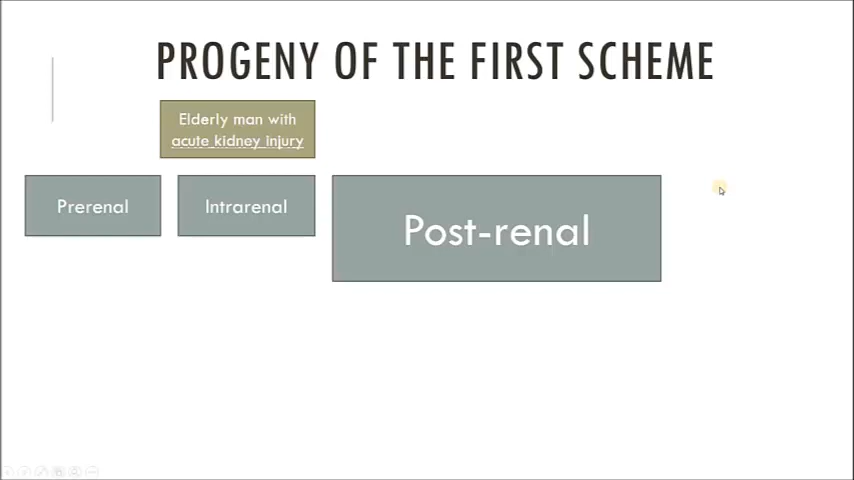 PROGENY OF THE FIRST SCHEME
Elderly man with
acute kidney injury
Prerenal
Intrarenal
Post-renal